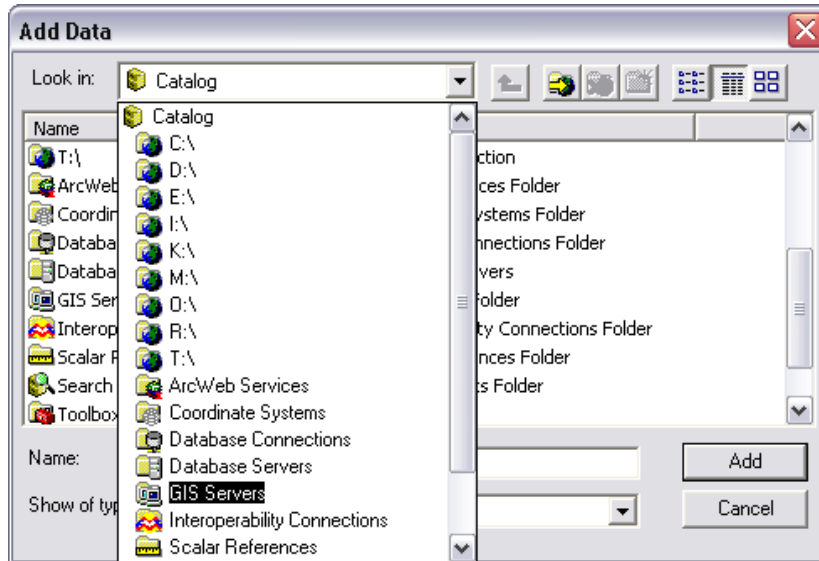 Add Data
Look in: Catalog
Name
Catalog
C:\
D:\
E:\
I:\
K:\
M:\
O:\
R:\
T:\
ArcWeb Services
Coordinate Systems
Database Connections
Database Servers
GIS Servers
Interoperability Connections
Scalar References
T:\
ArcWeb
Coordin
Databa
Databa
GIS Ser
Interop
Scalar R
Search
Toolbox
ction
ces Folder
ystems Folder
nnections Folder
vers
Folder
ty Connections Folder
nces Folder
ts Folder
Name:
Add
Show of typ
Cancel